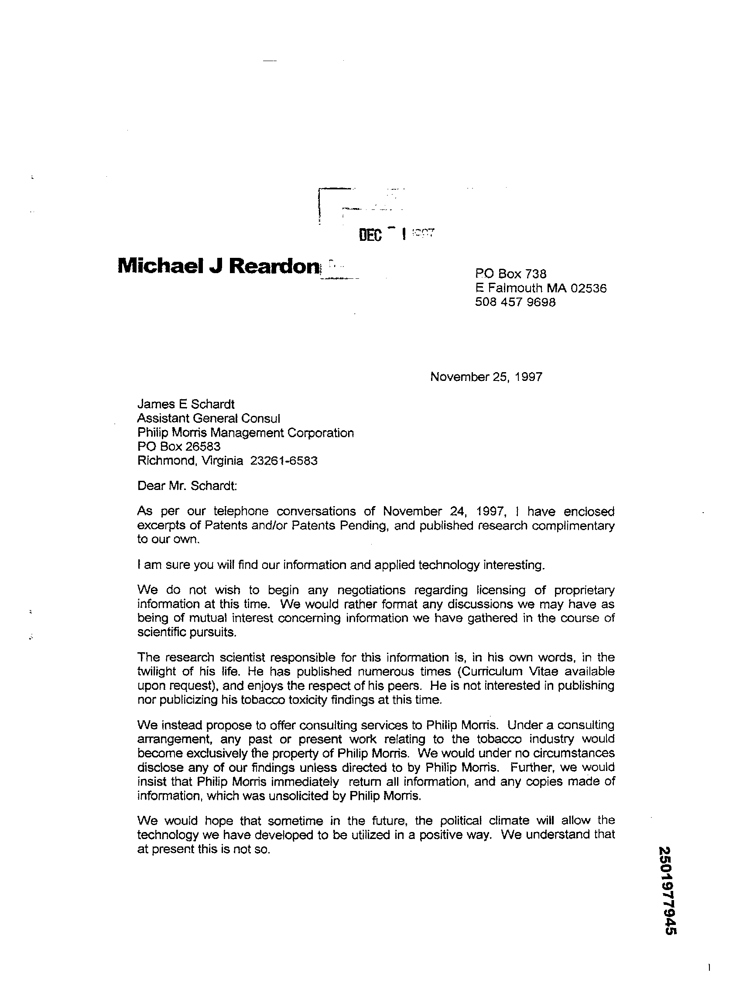 DEC - 1 1997
Michael J Reardon
PO Box 738
E Falmouth MA 02536
508 457 9698
November 25, 1997
James E Schardt
Assistant General Consul
Philip Morris Management Corporation
PO Box 26583
Richmond, Virginia 23261-6583
Dear Mr. Schardt:
As per our telephone conversations of November 24, 1997, I have enclosed
excerpts of Patents and/or Patents Pending, and published research complimentary
to our own.
I am sure you will find our information and applied technology interesting.
We do not wish to begin any negotiations regarding licensing of proprietary
information at this time. We would rather format any discussions we may have as
being of mutual interest concerning information we have gathered in the course of
scientific pursuits.
The research scientist responsible for this information is, in his own words, in the
twilight of his life. He has published numerous times (Curriculum Vitae available
upon request), and enjoys the respect of his peers. He is not interested in publishing
nor publicizing his tobacco toxicity findings at this time.
We instead propose to offer consulting services to Philip Morris. Under a consulting
arrangement, any past or present work relating to the tobacco industry would
become exclusively the property of Philip Morris. We would under no circumstances
disclose any of our findings unless directed to by Philip Morris. Further, we would
insist that Philip Morris immediately return all information, and any copies made of
information, which was unsolicited by Philip Morris.
We would hope that sometime in the future, the political climate will allow the
technology we have developed to be utilized in a positive way. We understand that
at present this is not so.
2501977945
1